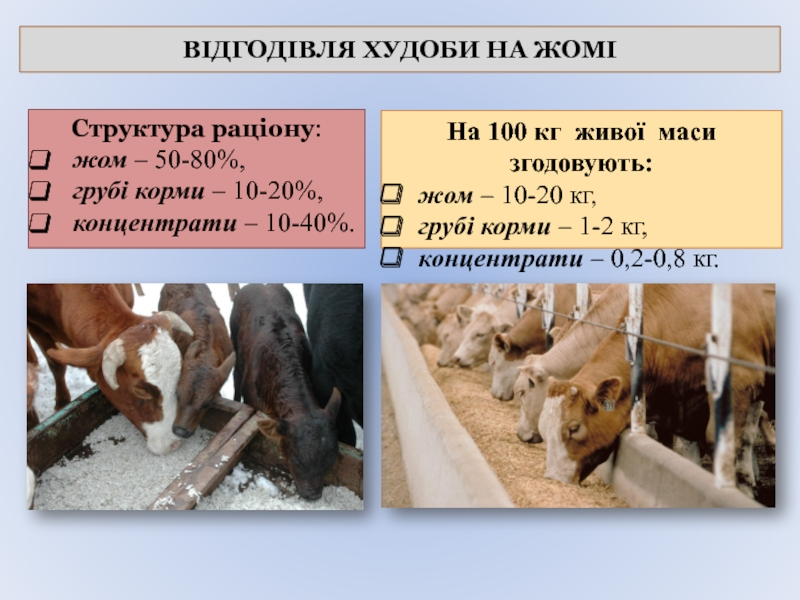 ВІДГОДІВЛЯ ХУДОБИ НА ЖОМІ
Структура раціону:
❑ жом – 50-80%,
❑ грубі корми – 10-20%,
❑ концентрати – 10-40%.
На 100 кг живої маси
згодовують:
❑ жом – 10-20 кг,
❑ грубі корми – 1-2 кг,
❑ концентрати – 0,2-0,8 кг.